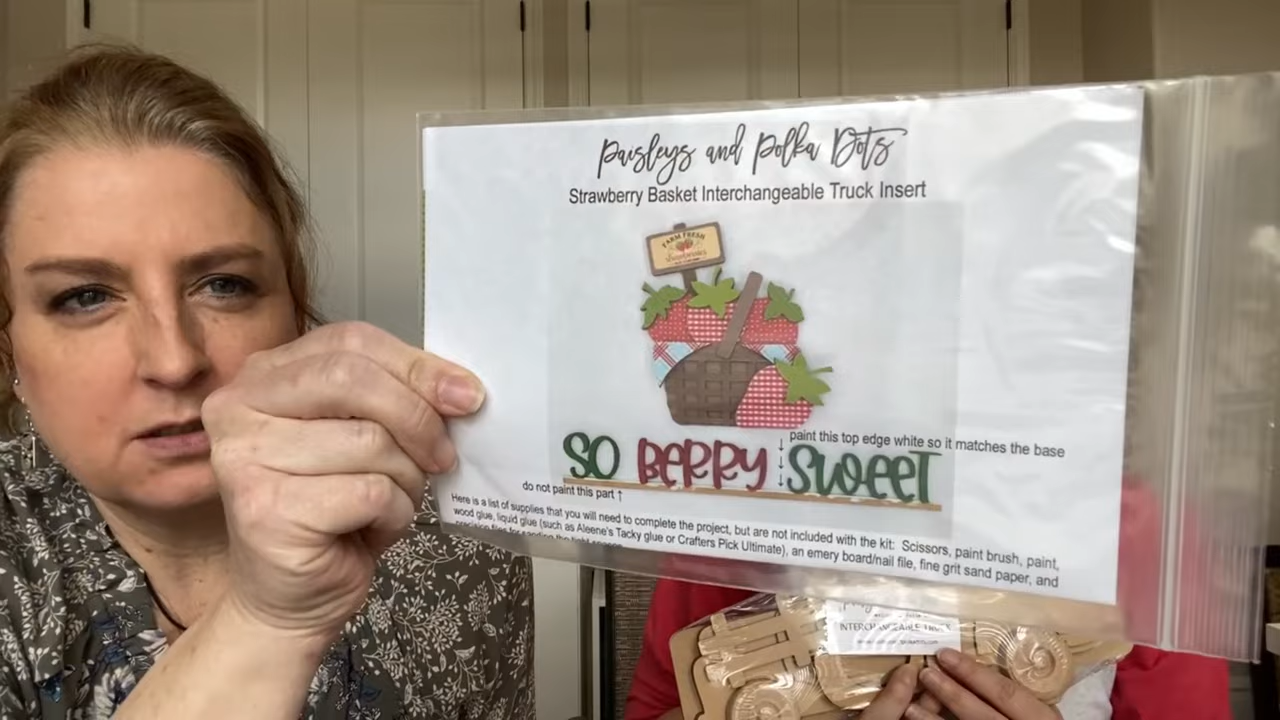 Paisleys and Polka Dots
Strawberry Basket Interchangeable Truck Insert
FARM FRESH
Strawberries
SO BERRY SWEET
paint this top edge white so it matches the base
do not paint this part ↑
Here is a list of supplies that you will need to complete the project, but are not included with the kit: Scissors, paint brush, paint,
wood glue, liquid glue (such as Aleene's Tacky glue or Crafters Pick Ultimate), an emery board/nail file, fine grit sand paper, and
INTERCHANGEABLE TRUCK